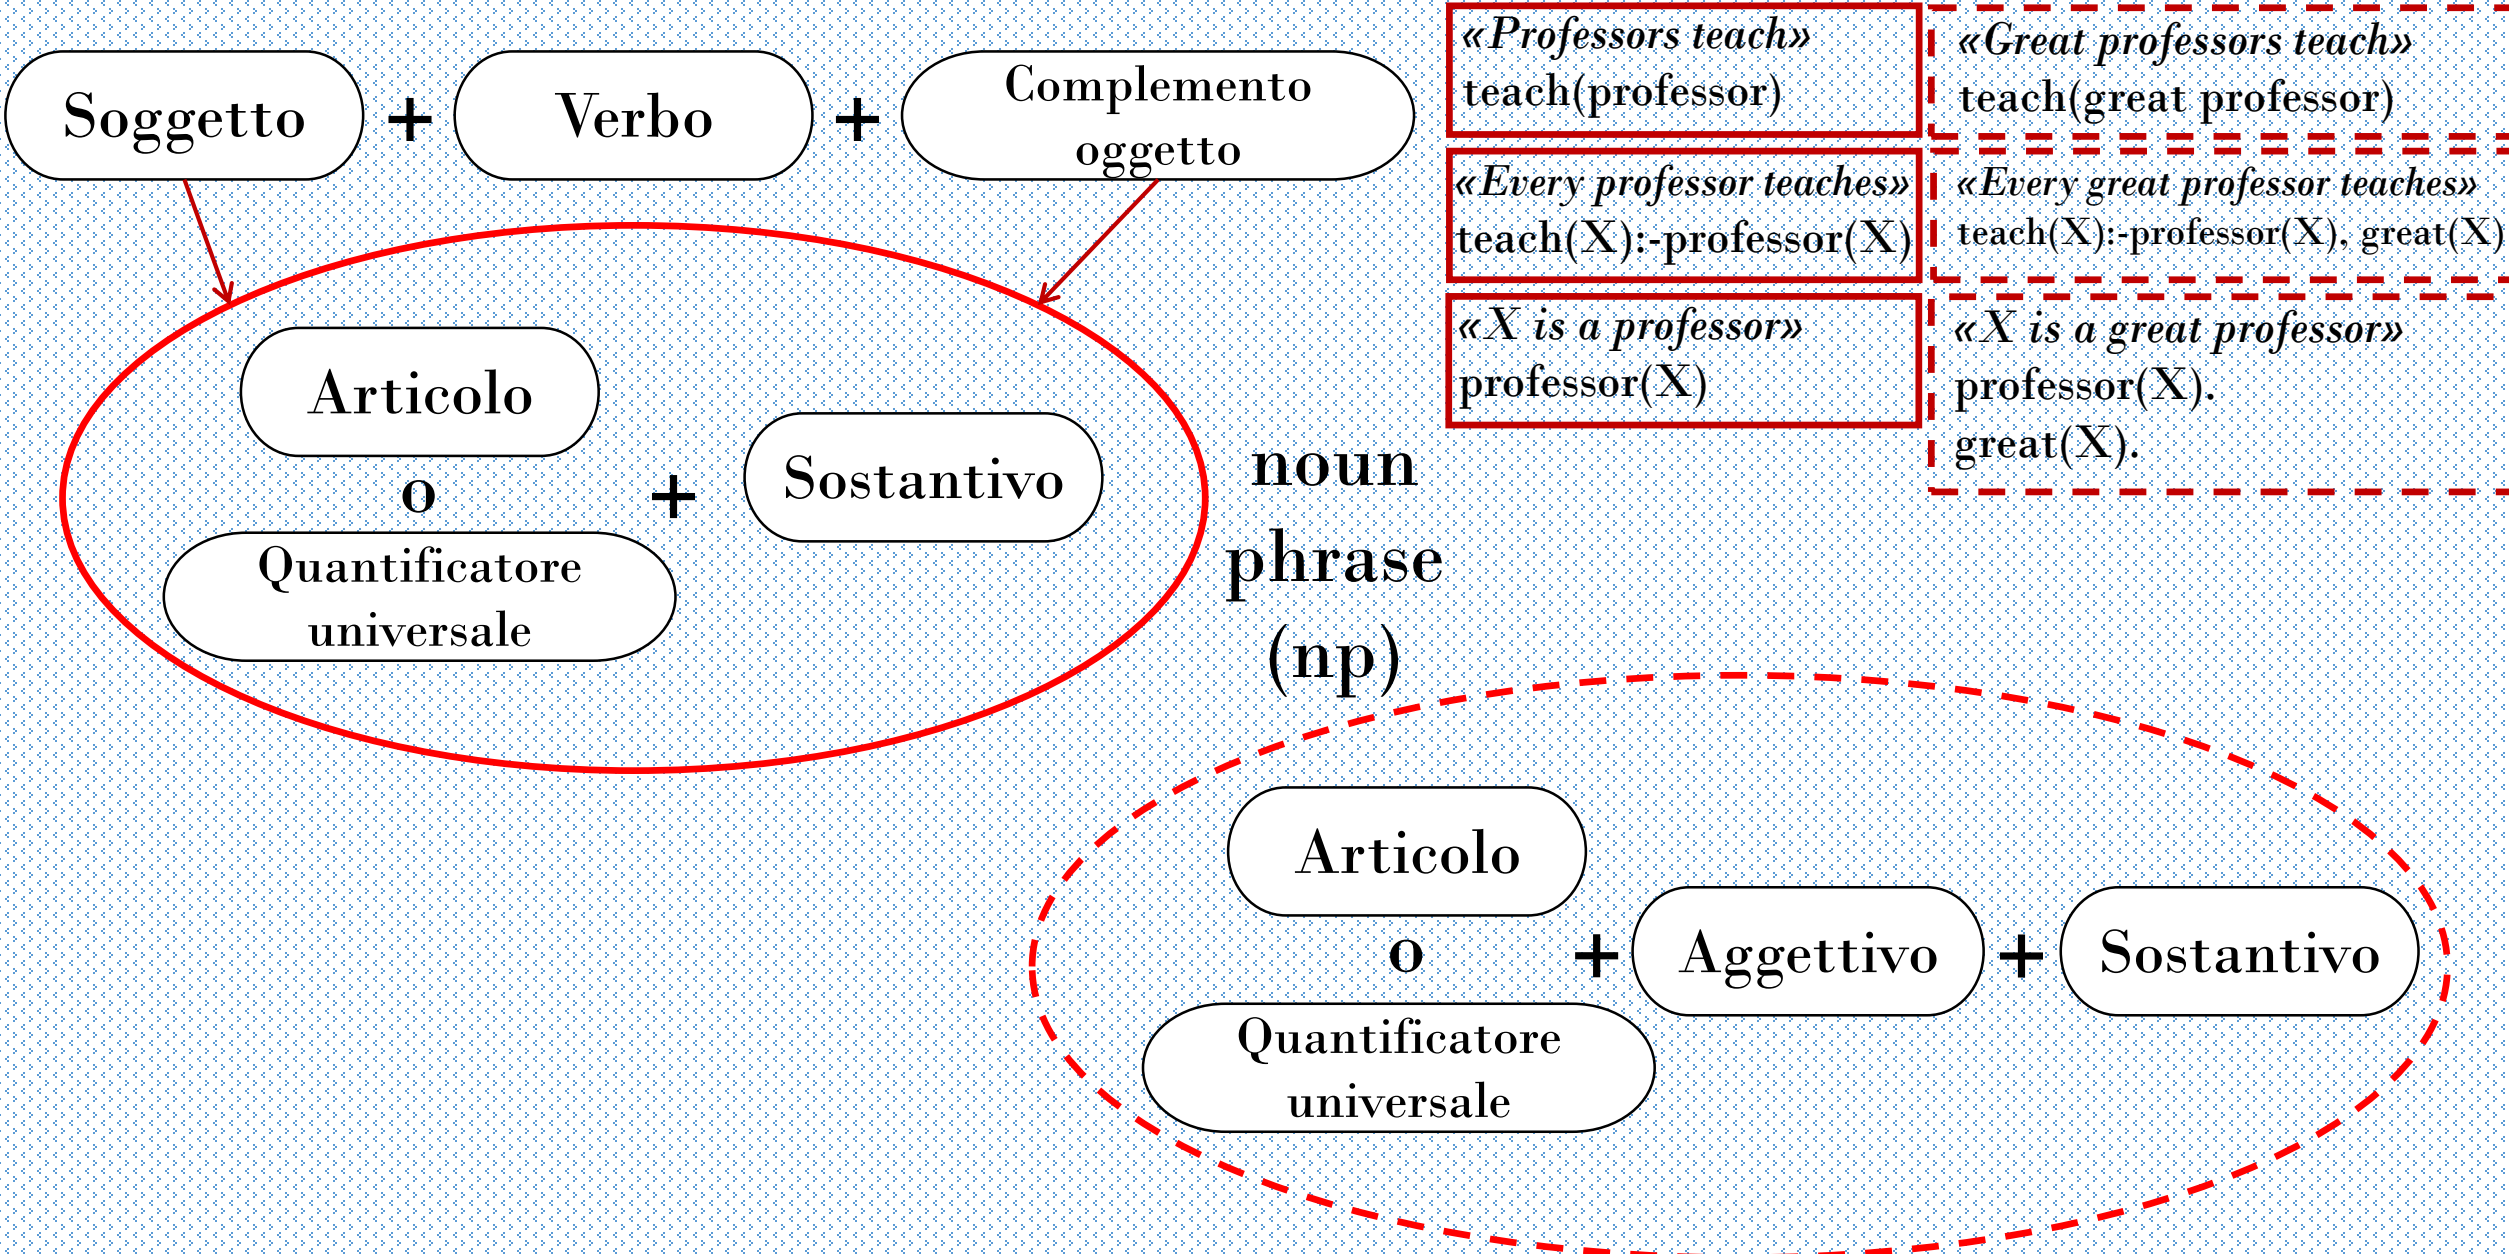 Soggetto + Verbo + Complemento
oggetto
«Professors teach»
teach(professor)
«Great professors teach»
teach(great professor)
«Every professor teaches»
teach(X):-professor(X)
«Every great professor teaches»
teach(X):-professor(X), great(X)
«X is a professor»
professor(X)
«X is a great professor»
professor(X).
great(X).
Articolo
o
Quantificatore
universale
+
Sostantivo
noun
phrase
(np)
Articolo
o
Quantificatore
universale
+
Aggettivo
+
Sostantivo